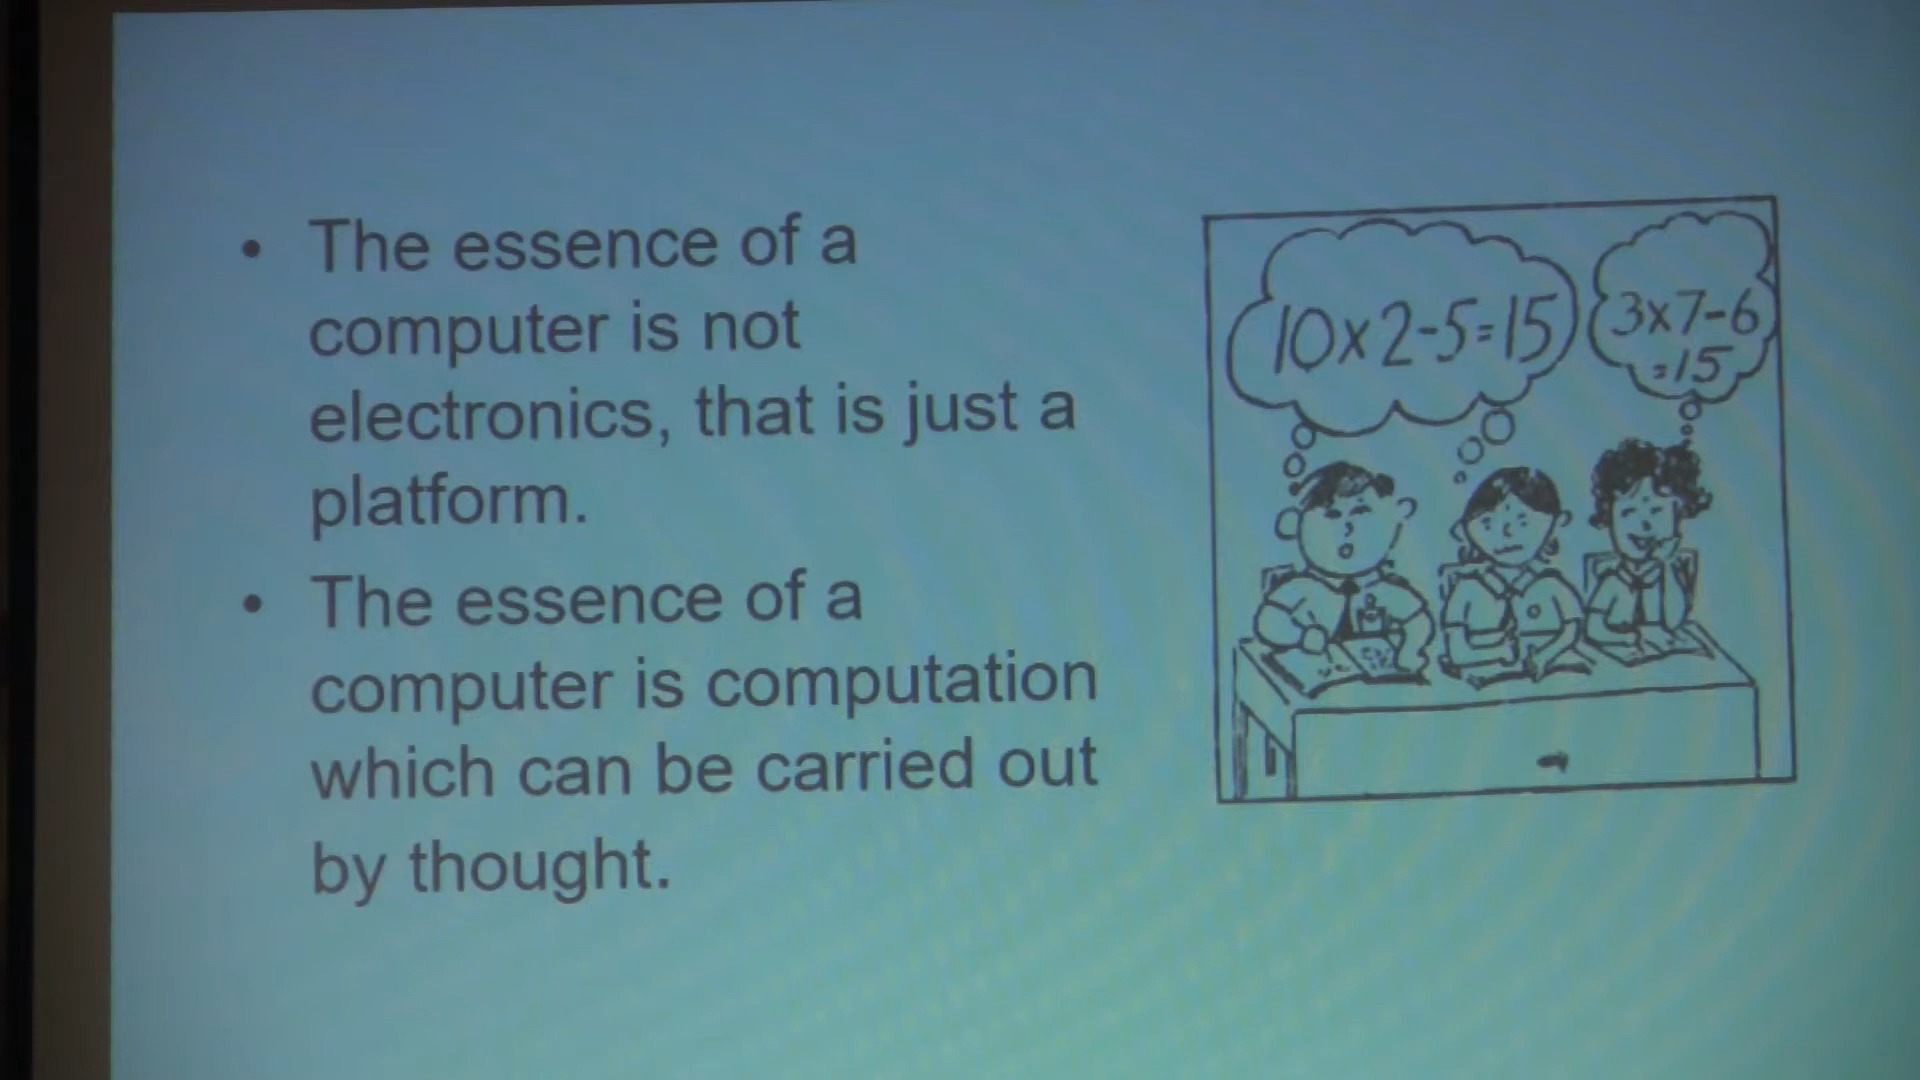 • The essence of a
computer is not
electronics, that is just a
platform.
• The essence of a
computer is computation
which can be carried out
by thought.
10x2-5=15
3x7-6
=15